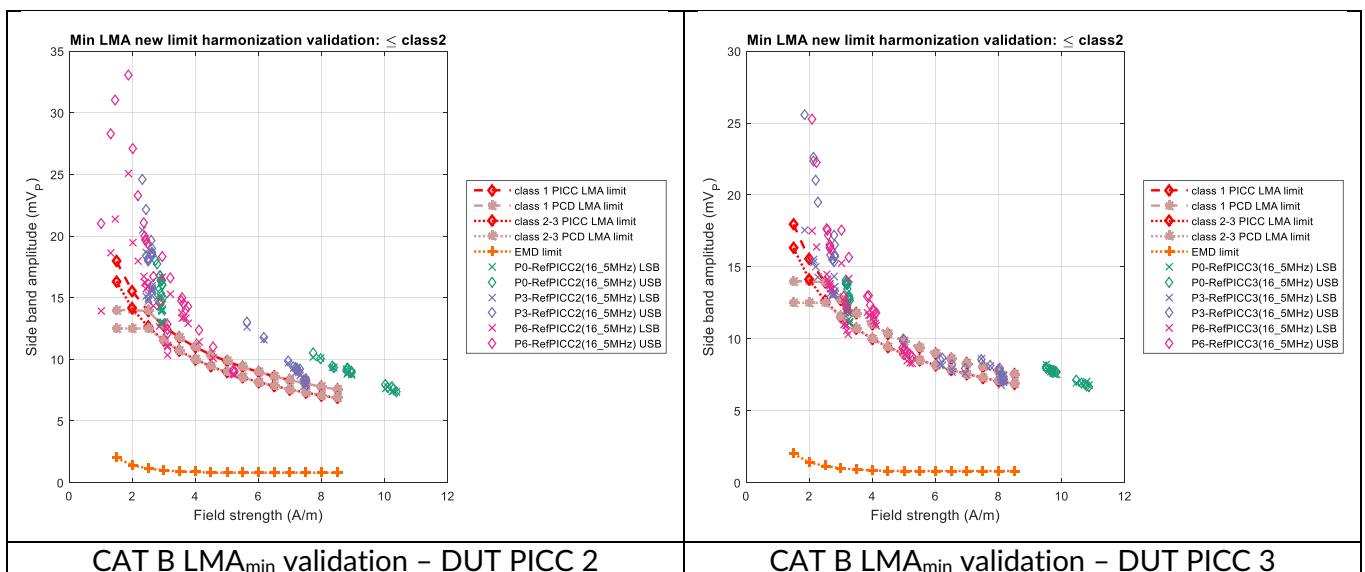 Min LMA new limit harmonization validation: ≤ class2
35
30
25
20
15
10
5
0
Side band amplitude (mVP)
0 2 4 6 8 10 12
Field strength (A/m)
class 1 PICC LMA limit
class 1 PCD LMA limit
class 2-3 PICC LMA limit
class 2-3 PCD LMA limit
EMD limit
P0-RefPICC2(16_5MHz) LSB
P0-RefPICC2(16_5MHz) USB
P3-RefPICC2(16_5MHz) LSB
P3-RefPICC2(16_5MHz) USB
P6-RefPICC2(16_5MHz) LSB
P6-RefPICC2(16_5MHz) USB
CAT B LMAmin validation – DUT PICC 2
Min LMA new limit harmonization validation: ≤ class2
30
25
20
15
10
5
0
Side band amplitude (mVP)
0 2 4 6 8 10 12
Field strength (A/m)
class 1 PICC LMA limit
class 1 PCD LMA limit
class 2-3 PICC LMA limit
class 2-3 PCD LMA limit
EMD limit
P0-RefPICC3(16_5MHz) LSB
P0-RefPICC3(16_5MHz) USB
P3-RefPICC3(16_5MHz) LSB
P3-RefPICC3(16_5MHz) USB
P6-RefPICC3(16_5MHz) LSB
P6-RefPICC3(16_5MHz) USB
CAT B LMAmin validation – DUT PICC 3